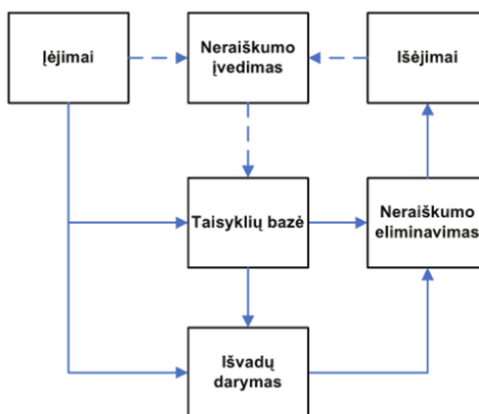 Įėjimai
Neraiškumo
įvedimas
Išėjimai
Taisyklių bazė
Neraiškumo
eliminavimas
Išvadų
darymas